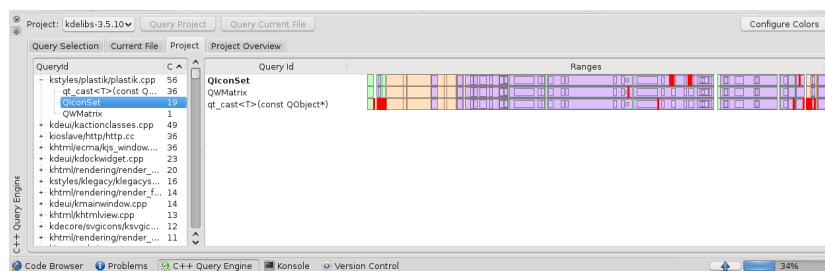 Project: kdelibs-3.5.10 Query Project Query Current File Configure Colors
Query Selection Current File Project Project Overview
QueryId C Query Id Ranges
kstyles/plastik/plastik.cpp 56 QIconSet
qt_cast<T>(const Q... 36 QWMatrix
QIconSet 19 qt_cast<T>(const QObject*)
QWMatrix 1
kdeui/kactionclasses.cpp 49
kioslave/http/http.cc 36
khtml/ecma/kjs_window.... 36
kdeui/kdockwidget.cpp 23
khtml/rendering/render_... 20
kstyles/klegacy/klegacys... 16
khtml/rendering/render_f... 14
kdeui/kmainwindow.cpp 14
khtml/khtmlview.cpp 13
kdecore/svgicons/ksvgic... 12
khtml/rendering/render_... 11
C++ Query Engine
Code Browser Problems C++ Query Engine Konsole Version Control 34%